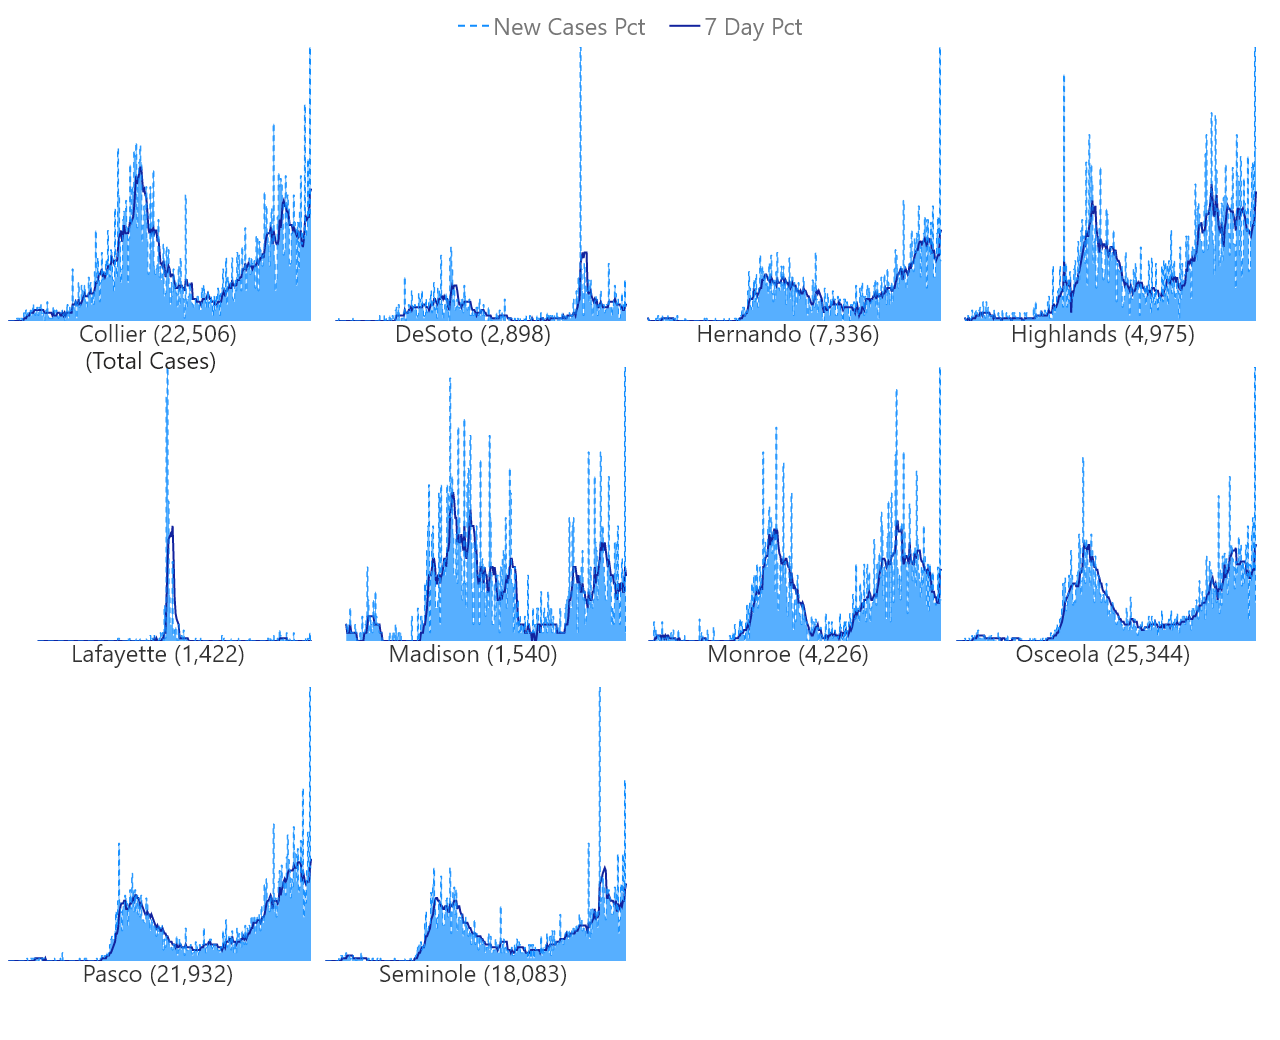 New Cases Pct 7 Day Pct
Collier (22,506)
(Total Cases)
DeSoto (2,898)
Hernando (7,336)
Highlands (4,975)
Lafayette (1,422)
Madison (1,540)
Monroe (4,226)
Osceola (25,344)
Pasco (21,932)
Seminole (18,083)